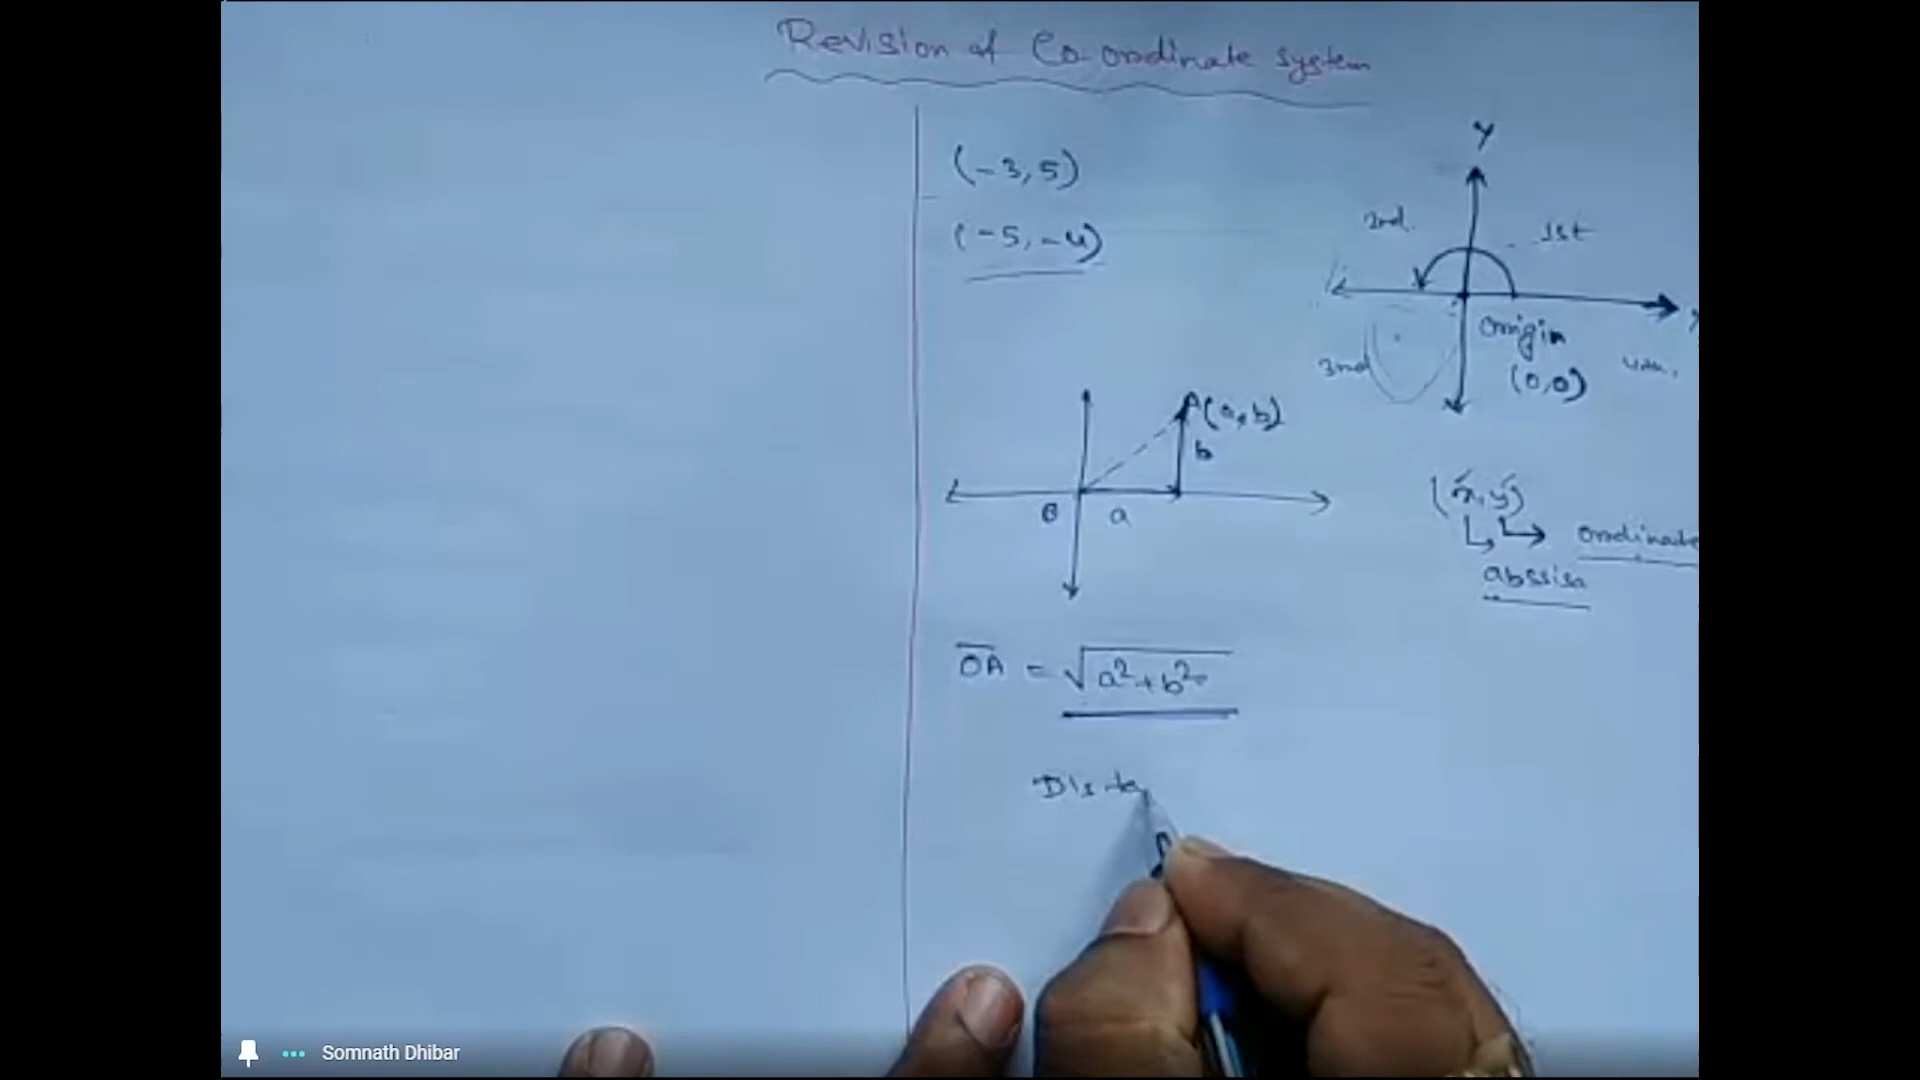 Revision of Co-ordinate system
(-3, 5)
(-5, -4)
Y
2nd.
1st
origin
(0,0)
3rd
4th.
A(a, b)
b
O
a
(x, y)
ordinate
abssisa
OA = √a²+b²
Dista
Somnath Dhibar